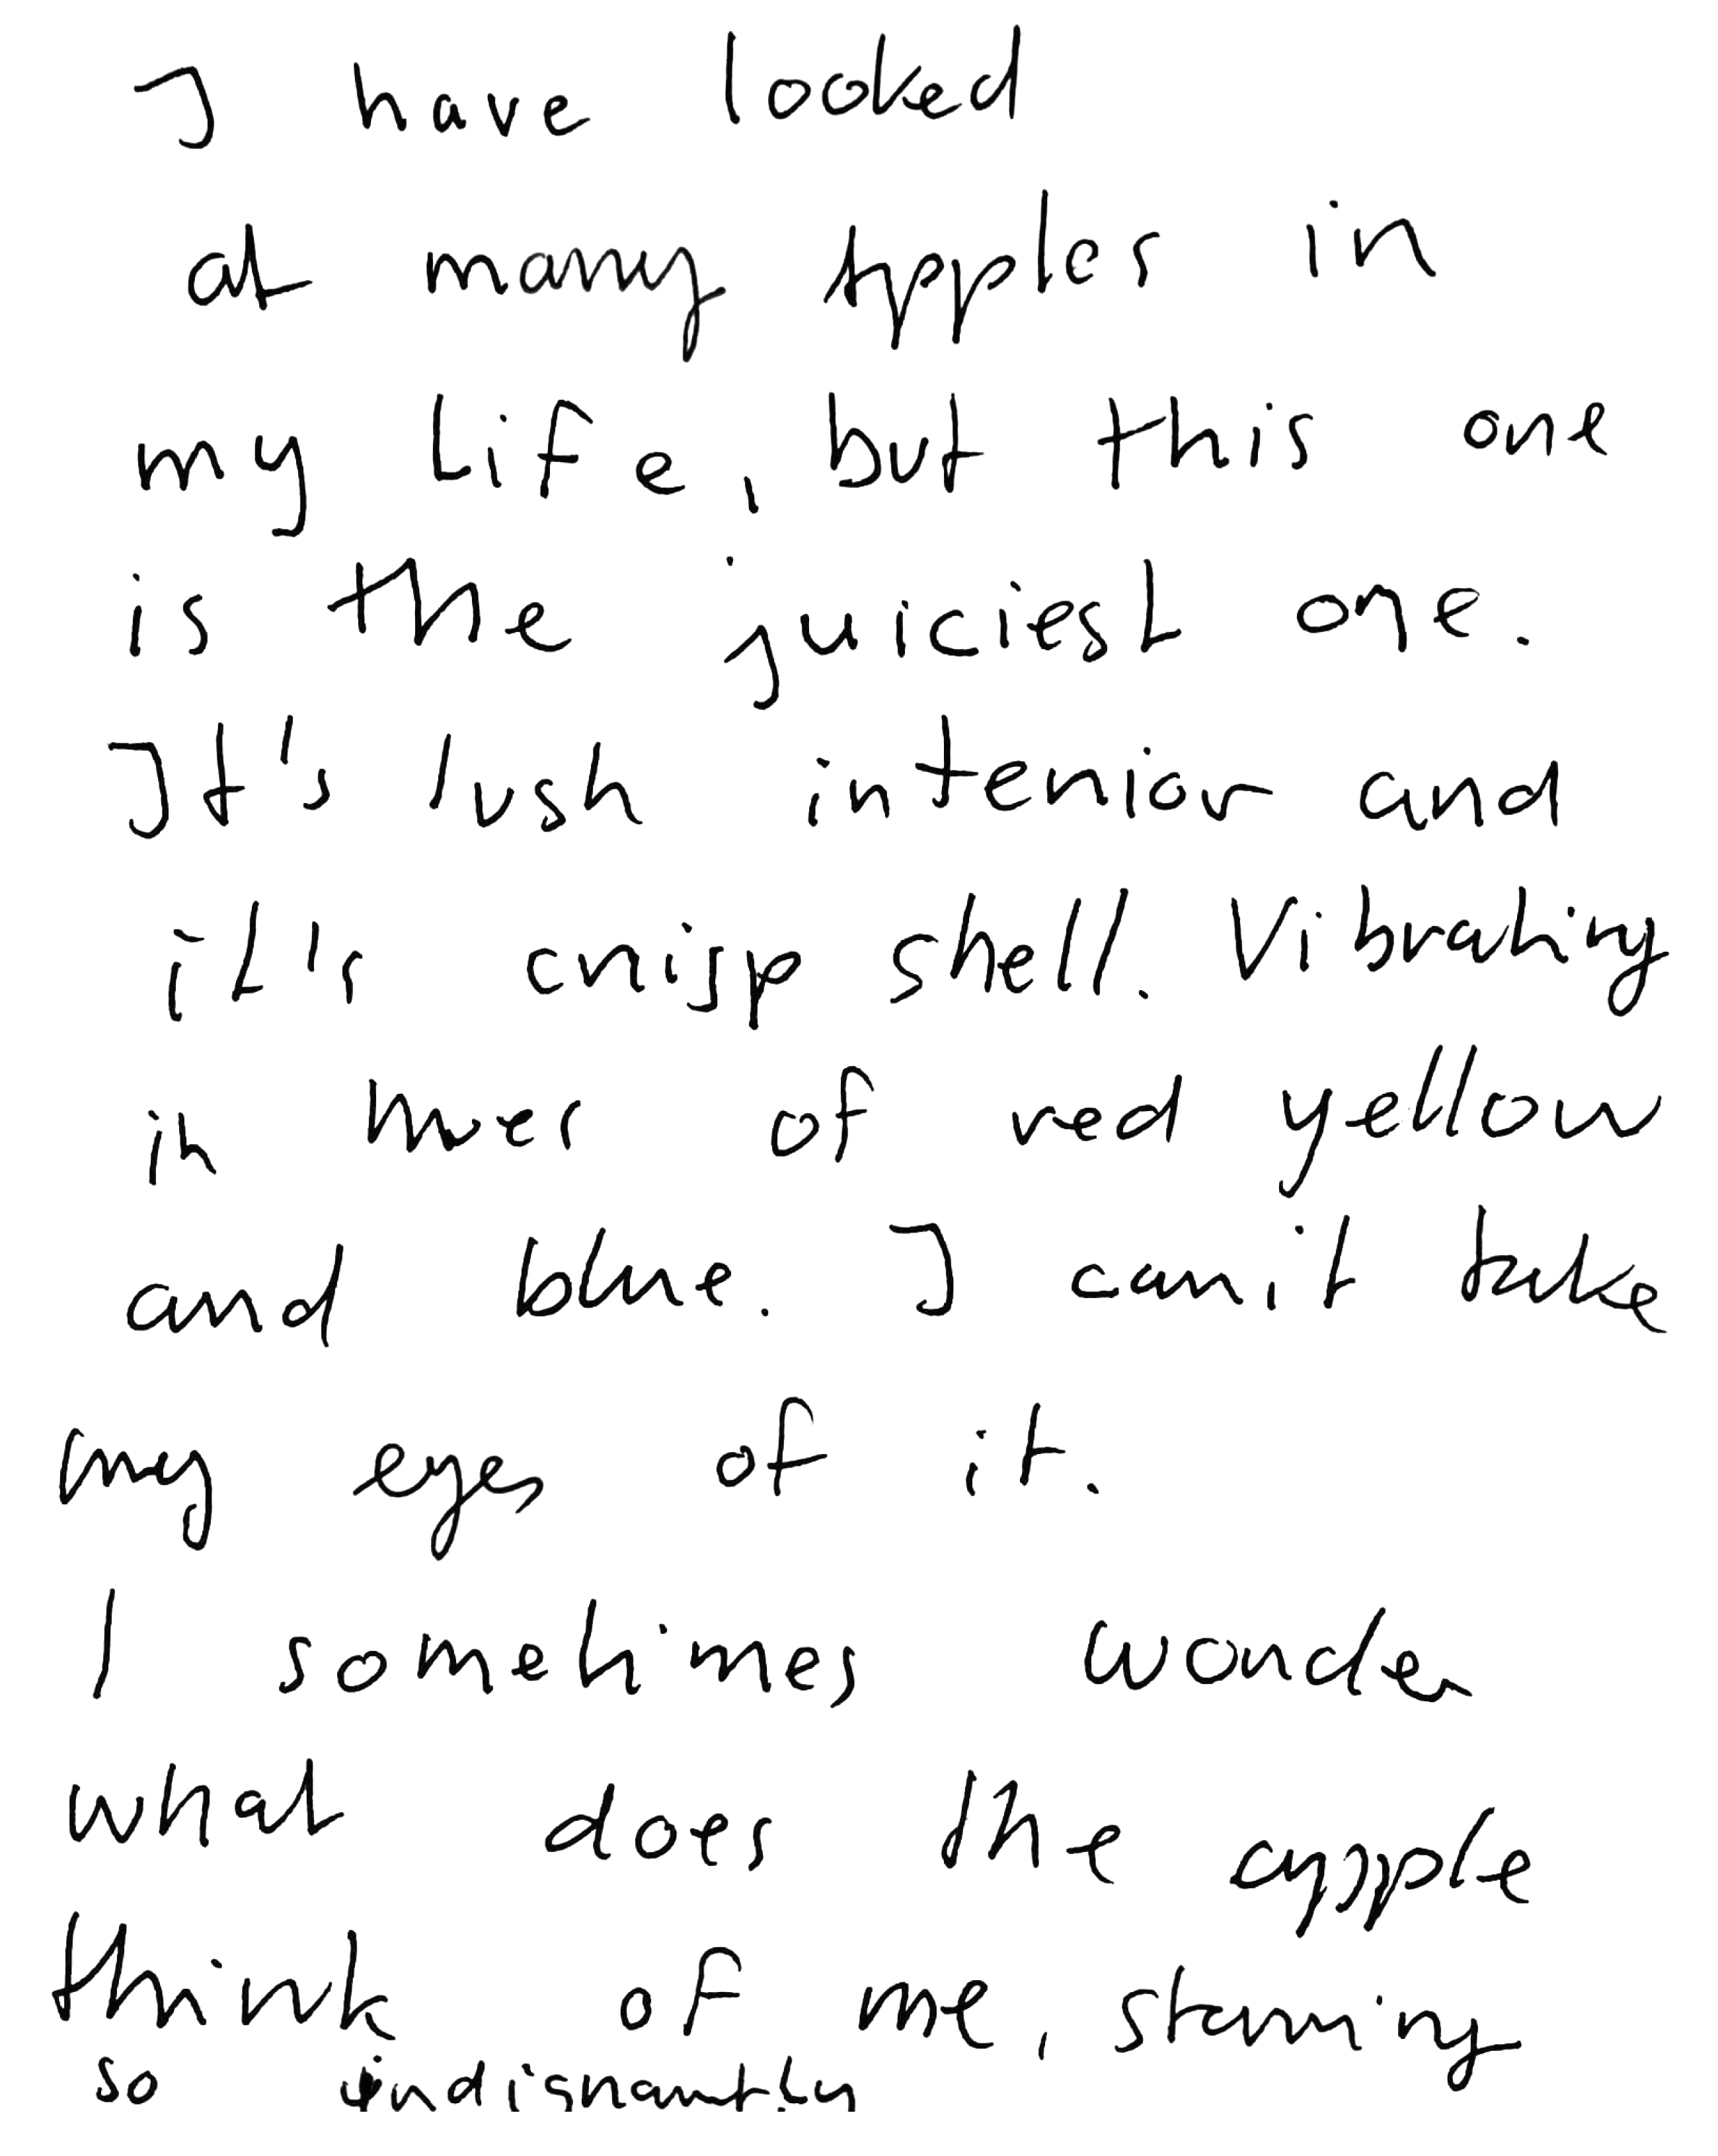 I have looked
at many apples in
my life, but this one
is the juiciest one.
It's lush interior and
it's crisp shell. Vibrating
in hues of red yellow
and blue. I can't take
my eyes of it.
I sometimes wonder
what does the apple
think of me, staring
so indignantly